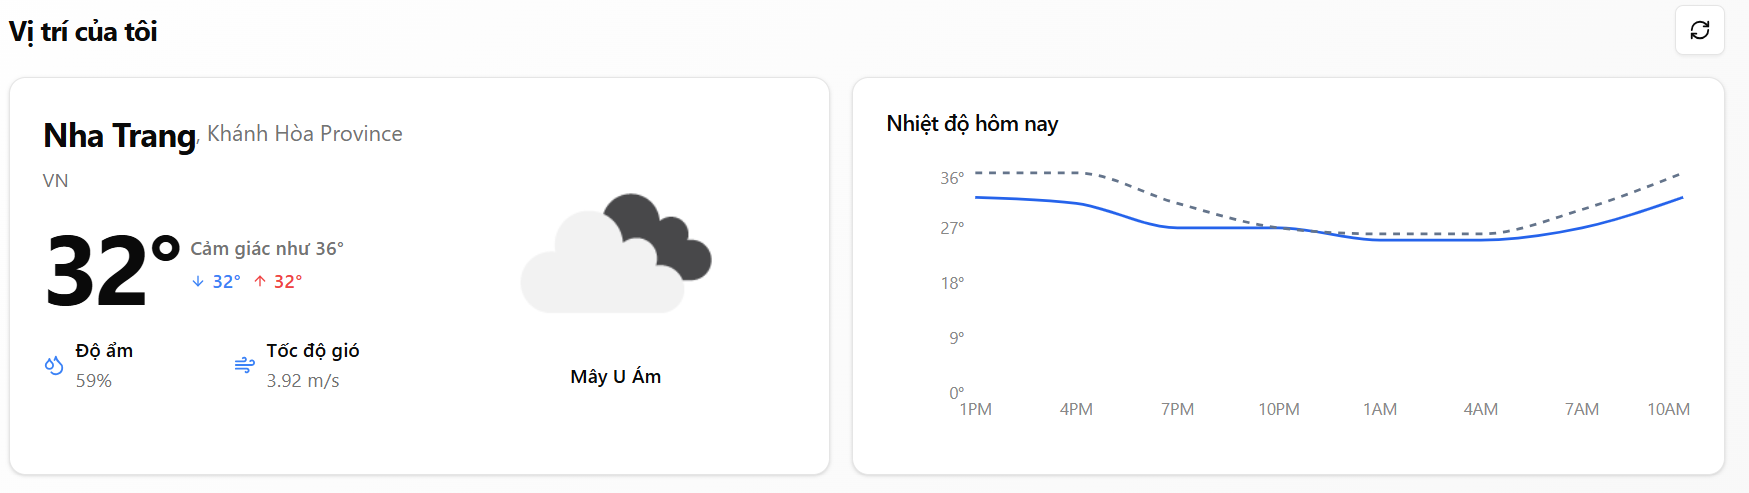 Vị trí của tôi
Nha Trang, Khánh Hòa Province
VN
32° Cảm giác như 36°
↓ 32° ↑ 32°
Độ ẩm
59%
Tốc độ gió
3.92 m/s
Mây U Ám
Nhiệt độ hôm nay
36°
27°
18°
9°
0°
1PM 4PM 7PM 10PM 1AM 4AM 7AM 10AM